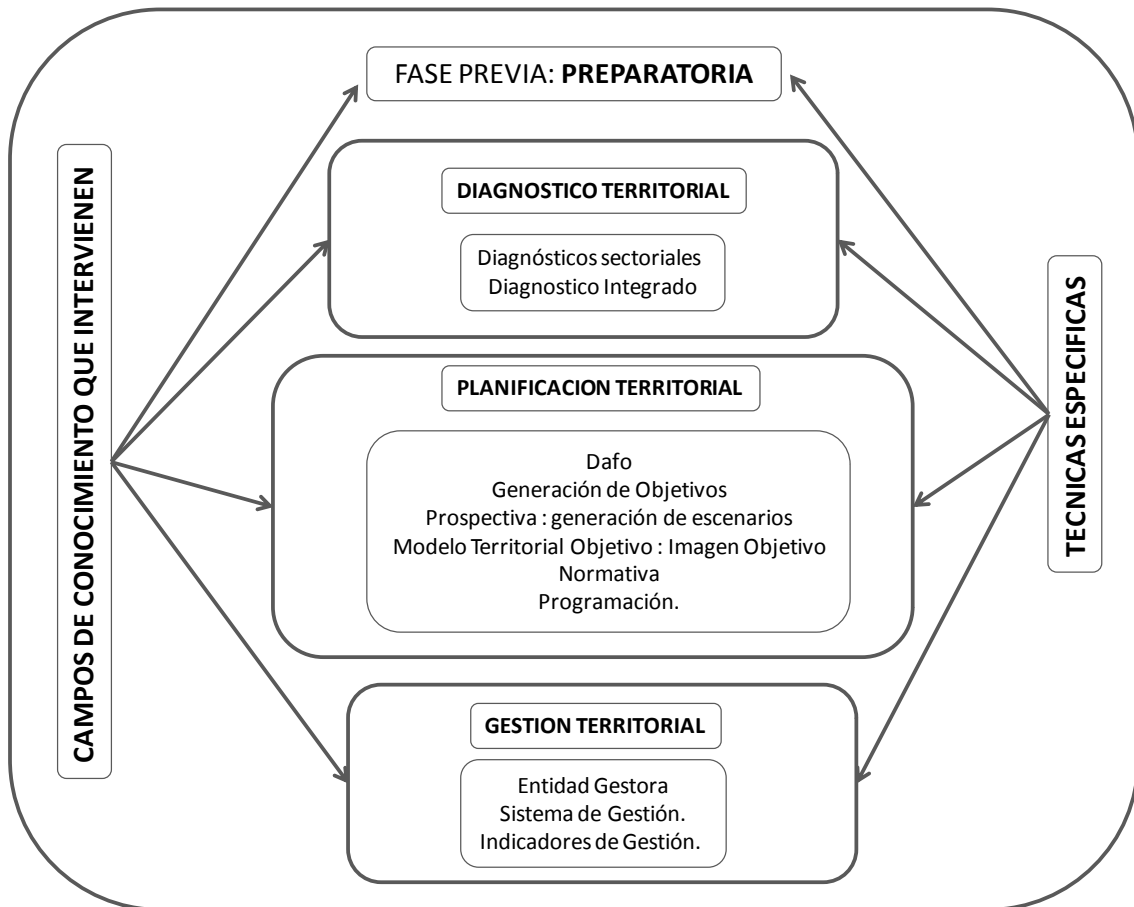 FASE PREVIA: PREPARATORIA
CAMPOS DE CONOCIMIENTO QUE INTERVIENEN
DIAGNOSTICO TERRITORIAL
Diagnósticos sectoriales
Diagnostico Integrado
PLANIFICACION TERRITORIAL
Dafo
Generación de Objetivos
Prospectiva : generación de escenarios
Modelo Territorial Objetivo : Imagen Objetivo
Normativa
Programación.
GESTION TERRITORIAL
Entidad Gestora
Sistema de Gestión.
Indicadores de Gestión.
TECNICAS ESPECIFICAS